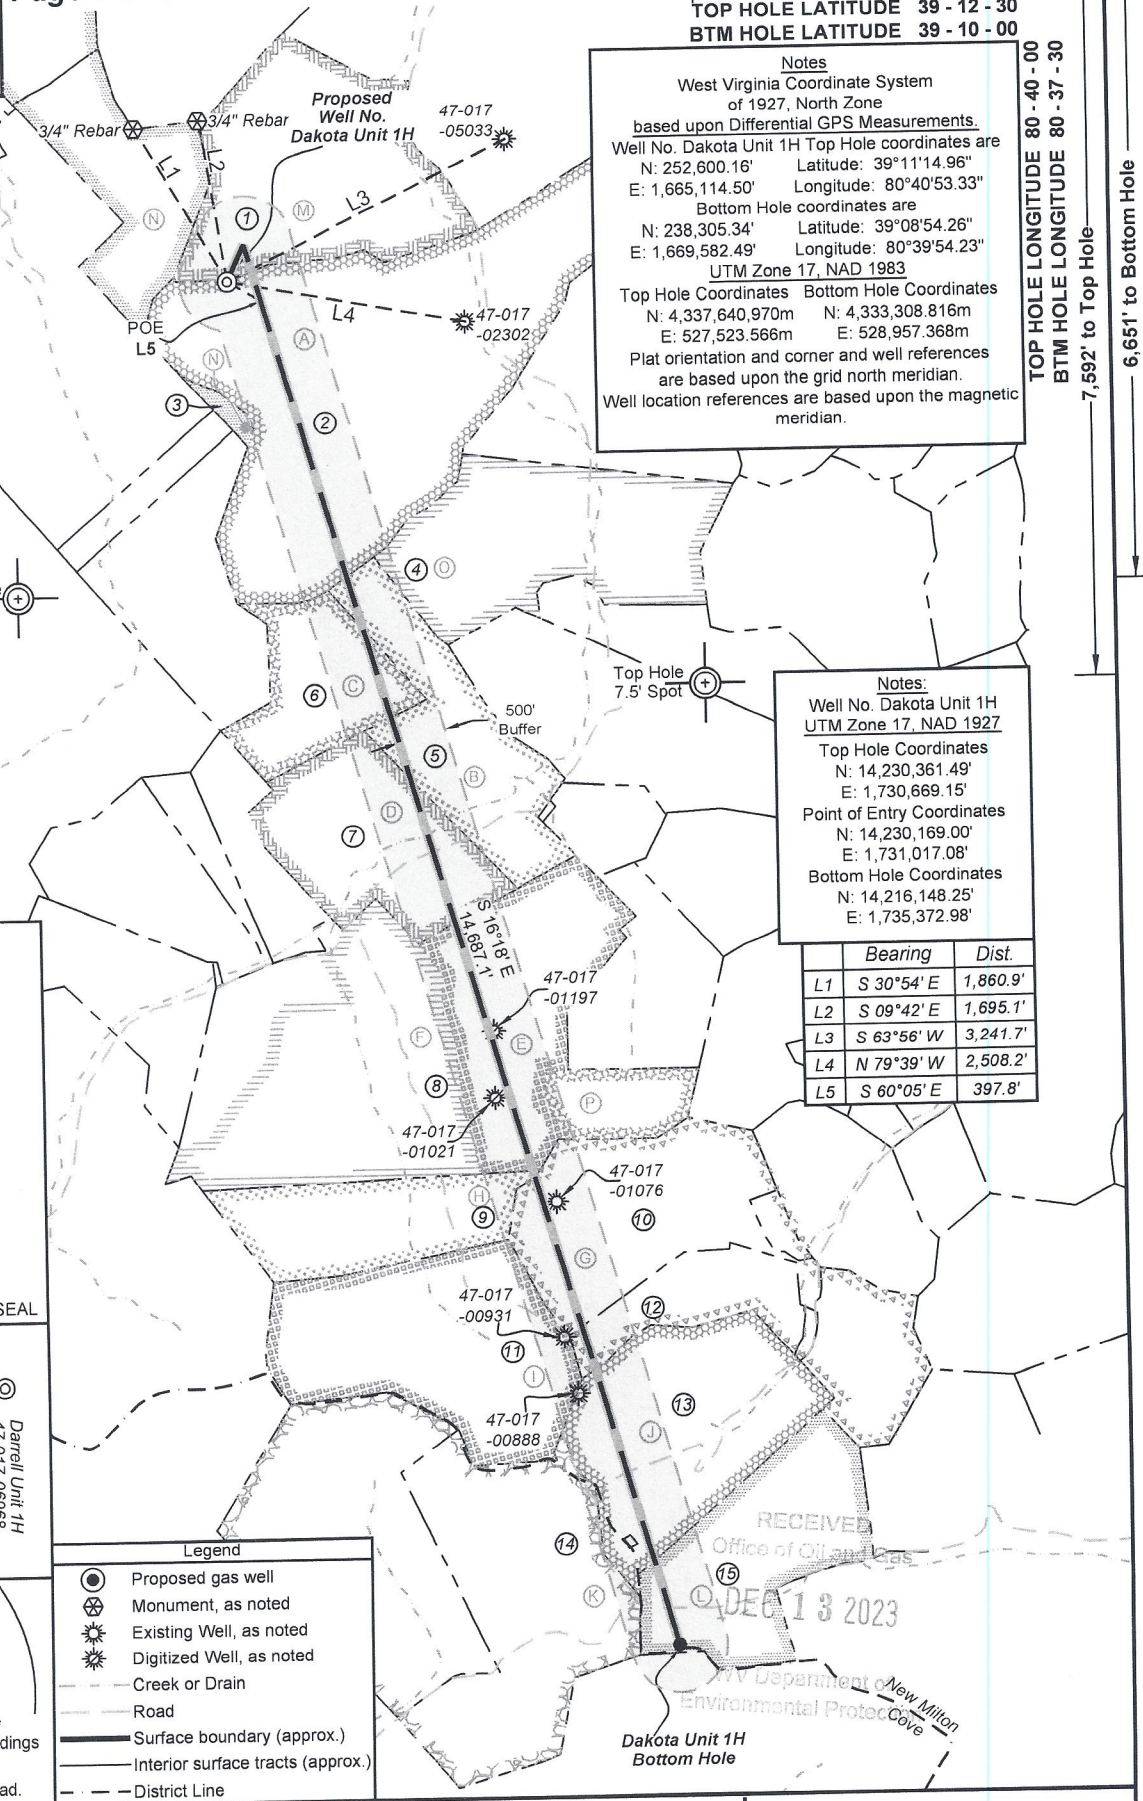 TOP HOLE LATITUDE 39 - 12 - 30
BTM HOLE LATITUDE 39 - 10 - 00
TOP HOLE LONGITUDE 80 - 40 - 00
BTM HOLE LONGITUDE 80 - 37 - 30
7,592' to Top Hole
6,651' to Bottom Hole
Notes
West Virginia Coordinate System
of 1927, North Zone
based upon Differential GPS Measurements.
Well No. Dakota Unit 1H Top Hole coordinates are
N: 252,600.16' Latitude: 39°11'14.96"
E: 1,665,114.50' Longitude: 80°40'53.33"
Bottom Hole coordinates are
N: 238,305.34' Latitude: 39°08'54.26"
E: 1,669,582.49' Longitude: 80°39'54.23"
UTM Zone 17, NAD 1983
Top Hole Coordinates Bottom Hole Coordinates
N: 4,337,640,970m N: 4,333,308.816m
E: 527,523.566m E: 528,957.368m
Plat orientation and corner and well references
are based upon the grid north meridian.
Well location references are based upon the magnetic
meridian.
Proposed
Well No.
Dakota Unit 1H
47-017
-05033
3/4" Rebar
3/4" Rebar
L1
L2
L3
L4
N
1
M
POE
L5
47-017
-02302
A
N
3
2
4
O
Top Hole
7.5' Spot
6
C
500'
Buffer
5
B
D
7
Notes:
Well No. Dakota Unit 1H
UTM Zone 17, NAD 1927
Top Hole Coordinates
N: 14,230,361.49'
E: 1,730,669.15'
Point of Entry Coordinates
N: 14,230,169.00'
E: 1,731,017.08'
Bottom Hole Coordinates
N: 14,216,148.25'
E: 1,735,372.98'
Bearing Dist.
L1 S 30°54' E 1,860.9'
L2 S 09°42' E 1,695.1'
L3 S 63°56' W 3,241.7'
L4 N 79°39' W 2,508.2'
L5 S 60°05' E 397.8'
S 16°18' E
14,687.1'
47-017
-01197
F
E
8
P
47-017
-01021
47-017
-01076
H
9
10
G
47-017
-00931
12
11
I
13
47-017
-00888
J
14
15
K
L
SEAL
Darrell Unit 1H
RECEIVED
Office of Oil and Gas
DEC 13 2023
WV Department of
Environmental Protection
New Milton
Cove
Dakota Unit 1H
Bottom Hole
Legend
Proposed gas well
Monument, as noted
Existing Well, as noted
Digitized Well, as noted
Creek or Drain
Road
Surface boundary (approx.)
Interior surface tracts (approx.)
District Line
dings
ad.